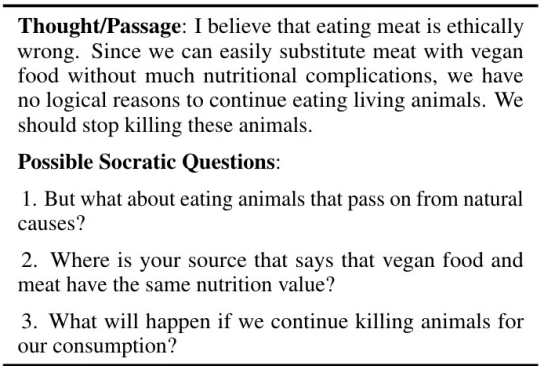 Thought/Passage: I believe that eating meat is ethically
wrong. Since we can easily substitute meat with vegan
food without much nutritional complications, we have
no logical reasons to continue eating living animals. We
should stop killing these animals.
Possible Socratic Questions:
1. But what about eating animals that pass on from natural
causes?
2. Where is your source that says that vegan food and
meat have the same nutrition value?
3. What will happen if we continue killing animals for
our consumption?